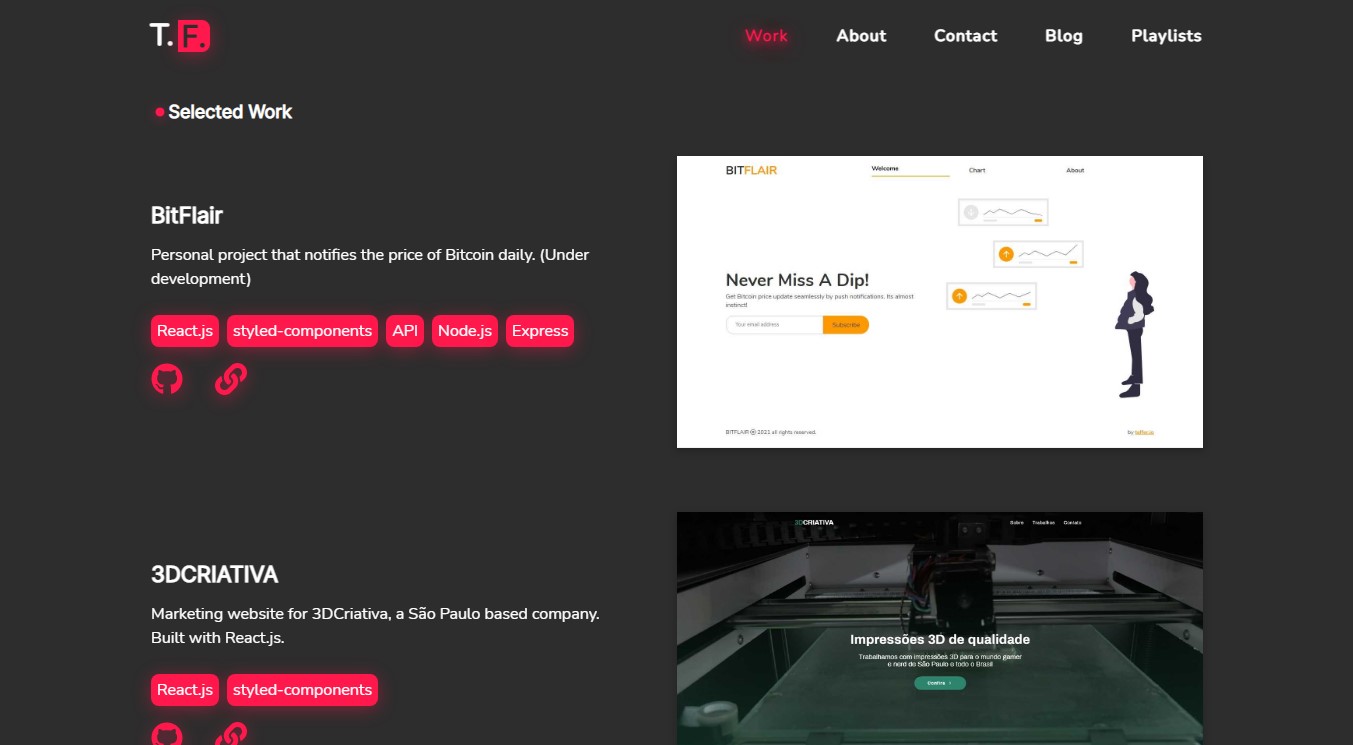 T. F.
Work About Contact Blog Playlists
Selected Work
BitFlair
Personal project that notifies the price of Bitcoin daily. (Under
development)
React.js styled-components API Node.js Express
BITFLAIR Welcome Chart About
Never Miss A Dip!
Get Bitcoin price update seamlessly by push notifications. Its almost
instinct!
Your email address Subscribe
BITFLAIR ⓒ 2021 all rights reserved. by
3DCRIATIVA
Marketing website for 3DCriativa, a São Paulo based company.
Built with React.js.
React.js styled-components
3DCRIATIVA Sobre Trabalhos Contato
Impressões 3D de qualidade
Trabalhamos com impressões 3D para o mundo gamer
e nerd de São Paulo e todo o Brasil
Confira